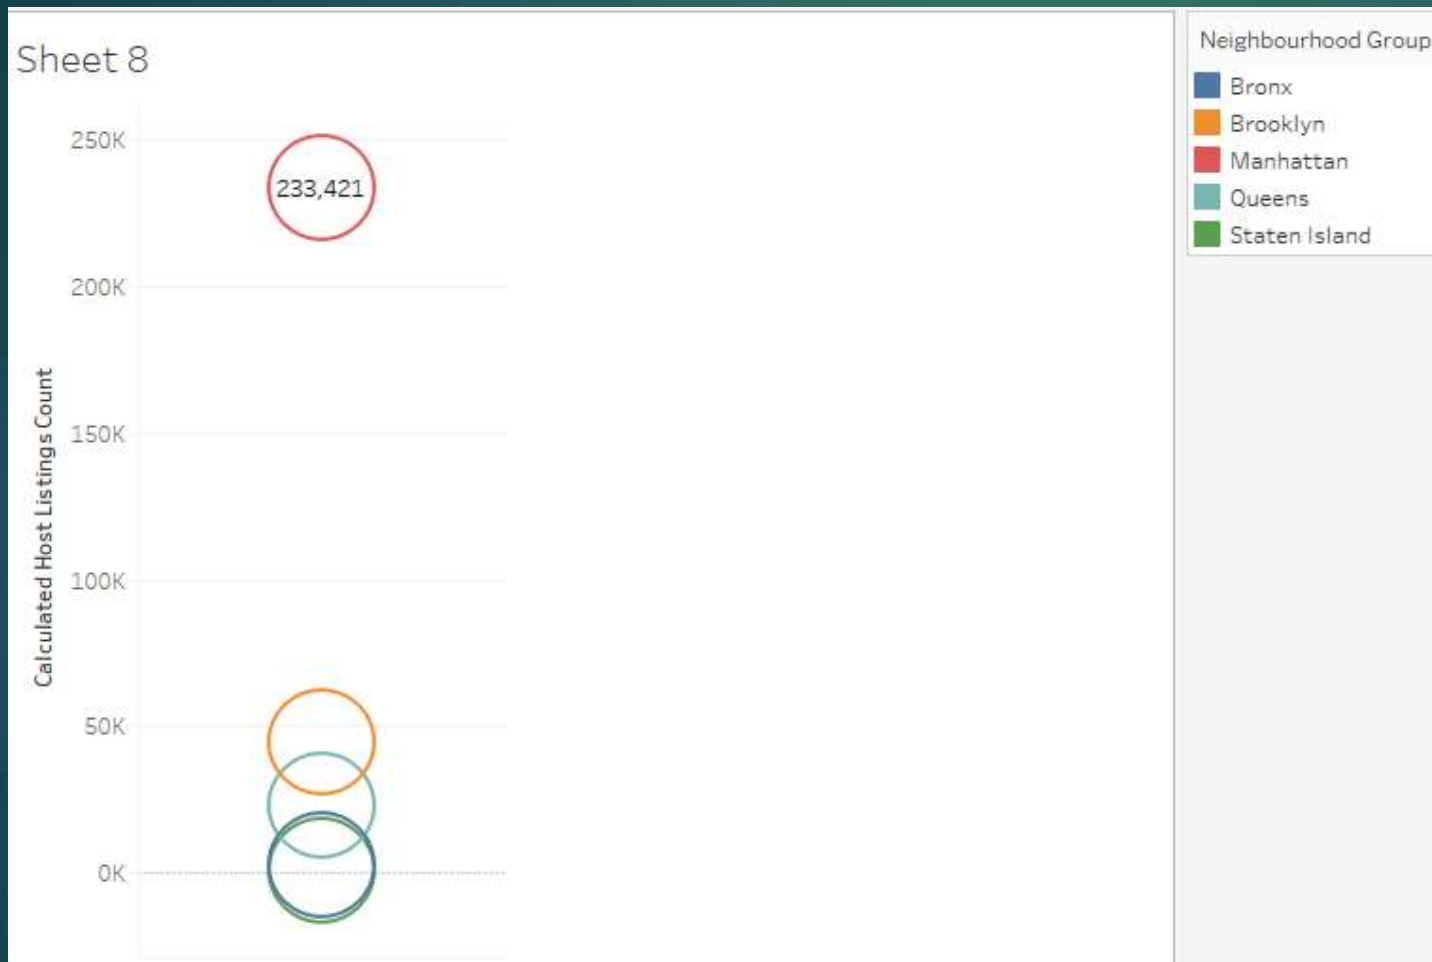 Sheet 8
250K
233,421
200K
150K
100K
50K
0K
Calculated Host Listings Count
Neighbourhood Group
Bronx
Brooklyn
Manhattan
Queens
Staten Island